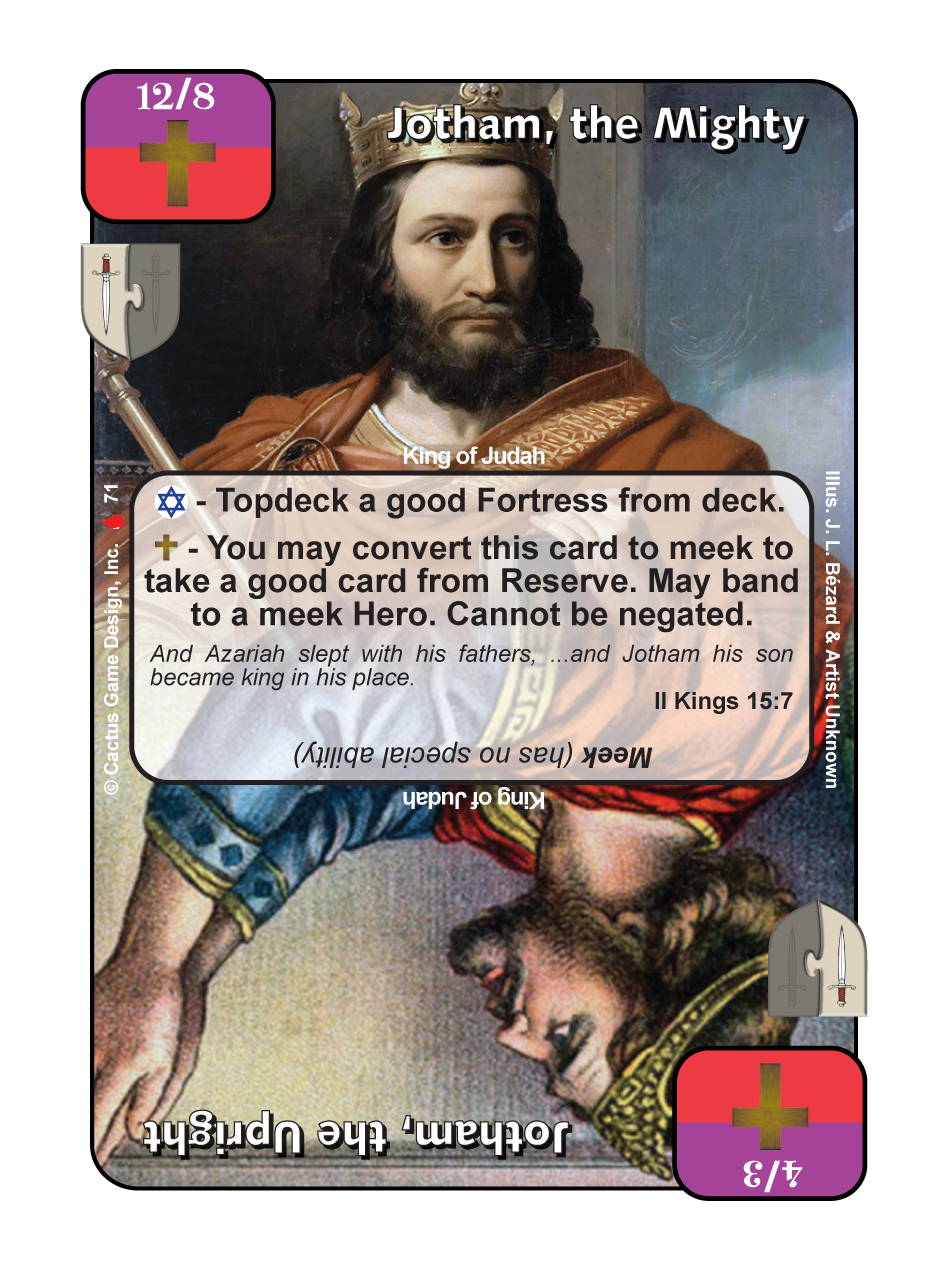 12/8
Jotham, the Mighty
King of Judah
- Topdeck a good Fortress from deck.
- You may convert this card to meek to
take a good card from Reserve. May band
to a meek Hero. Cannot be negated.
And Azariah slept with his fathers, ...and Jotham his son
became king in his place.
II Kings 15:7
Meek (has no special ability)
King of Judah
© Cactus Game Design, Inc. 71
Illus. J. L. Bézard & Artist Unknown
Jotham, the Upright
4/3